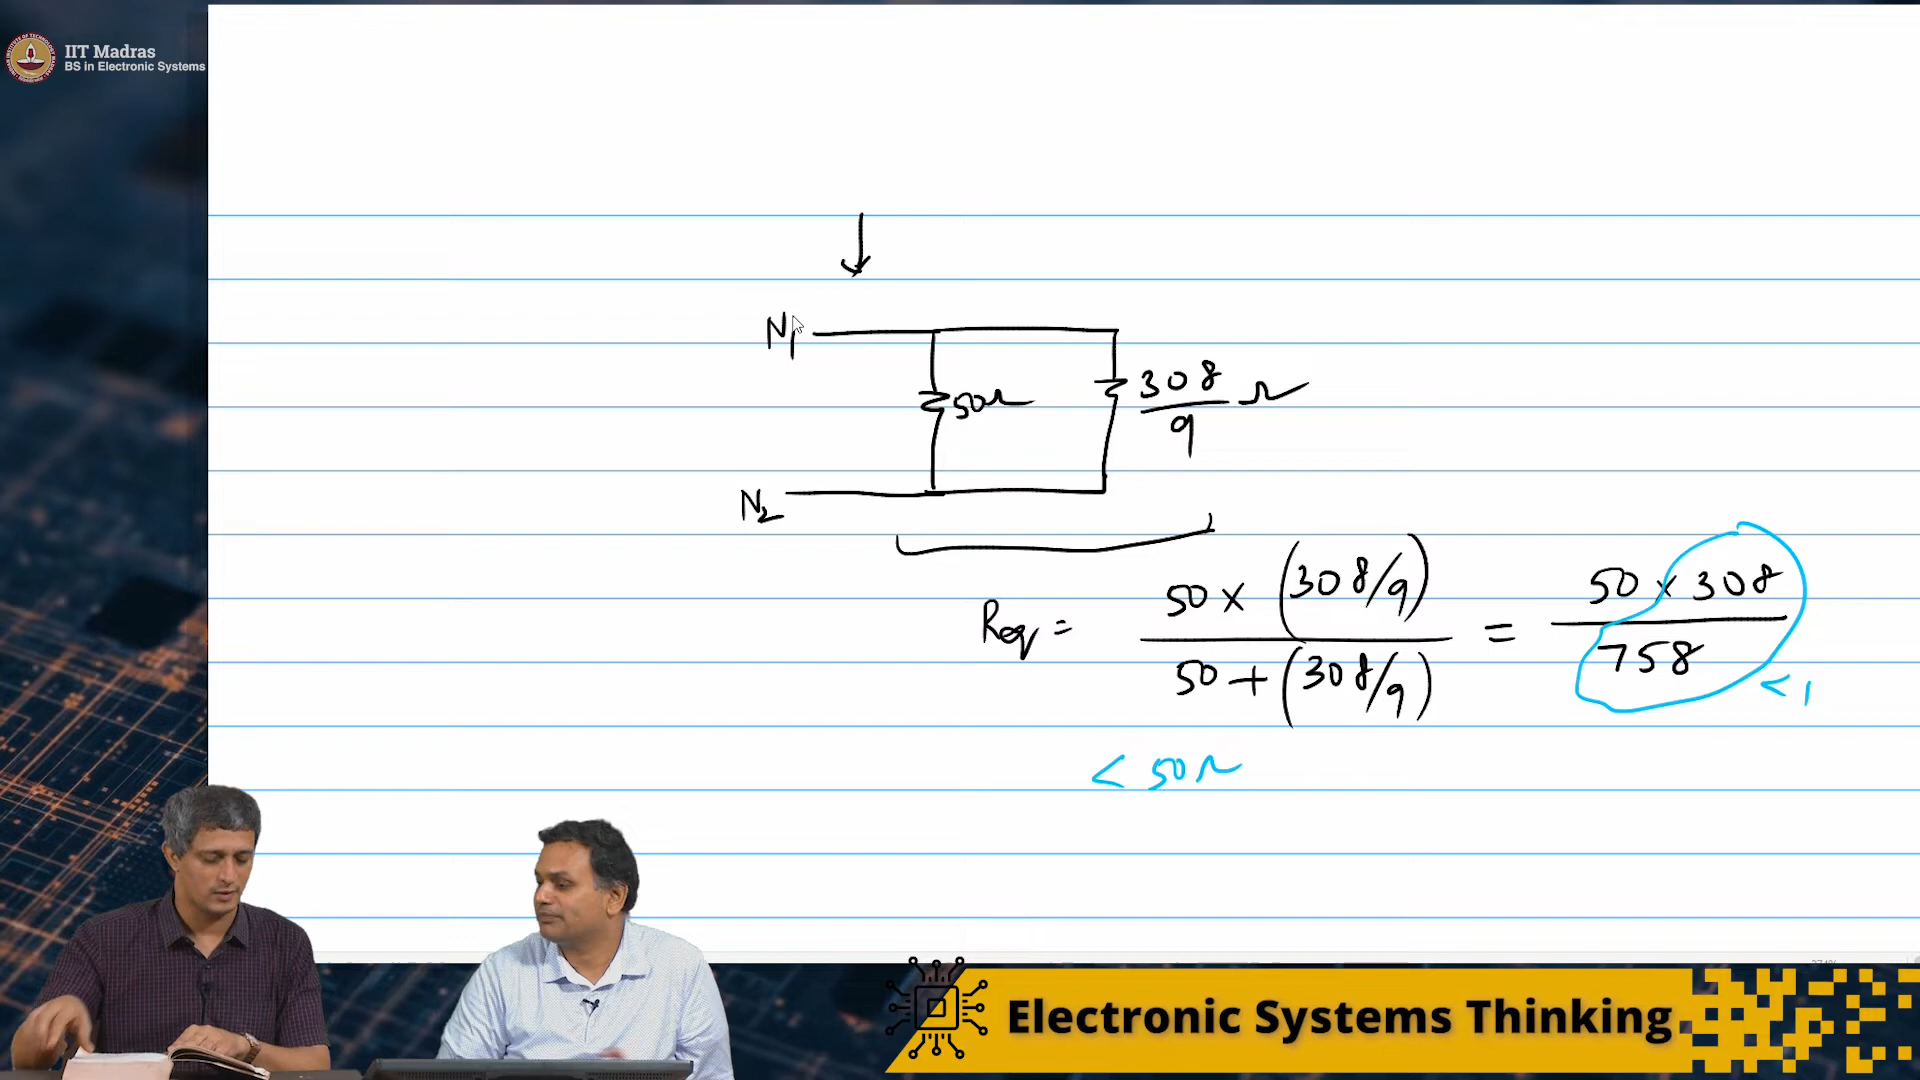 IIT Madras
BS in Electronic Systems
N1
50Ω
308
9
Ω
N2
Req = 50 × (308/9) / 50 + (308/9) = 50 × 308 / 758
< 1
< 50Ω
Electronic Systems Thinking